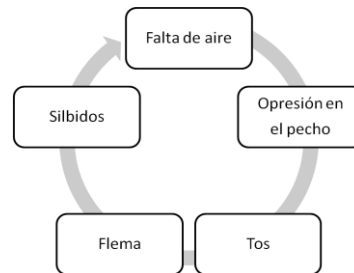 Falta de aire
Opresión en
el pecho
Tos
Flema
Silbidos